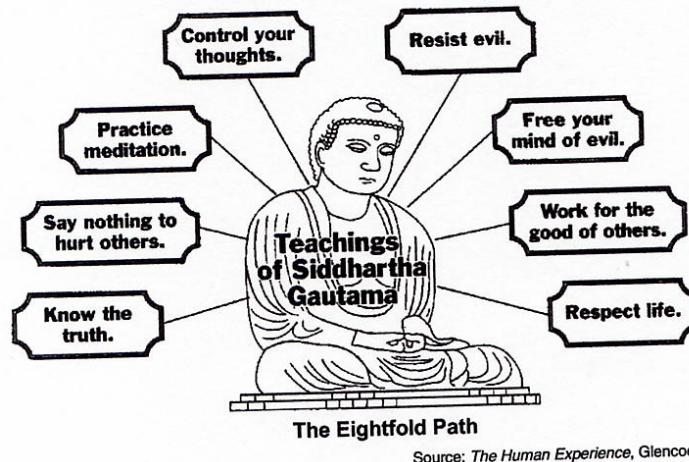 Control your
thoughts.
Resist evil.
Practice
meditation.
Free your
mind of evil.
Say nothing to
hurt others.
Work for the
good of others.
Teachings
of Siddhartha
Gautama
Know the
truth.
Respect life.
The Eightfold Path
Source: The Human Experience,